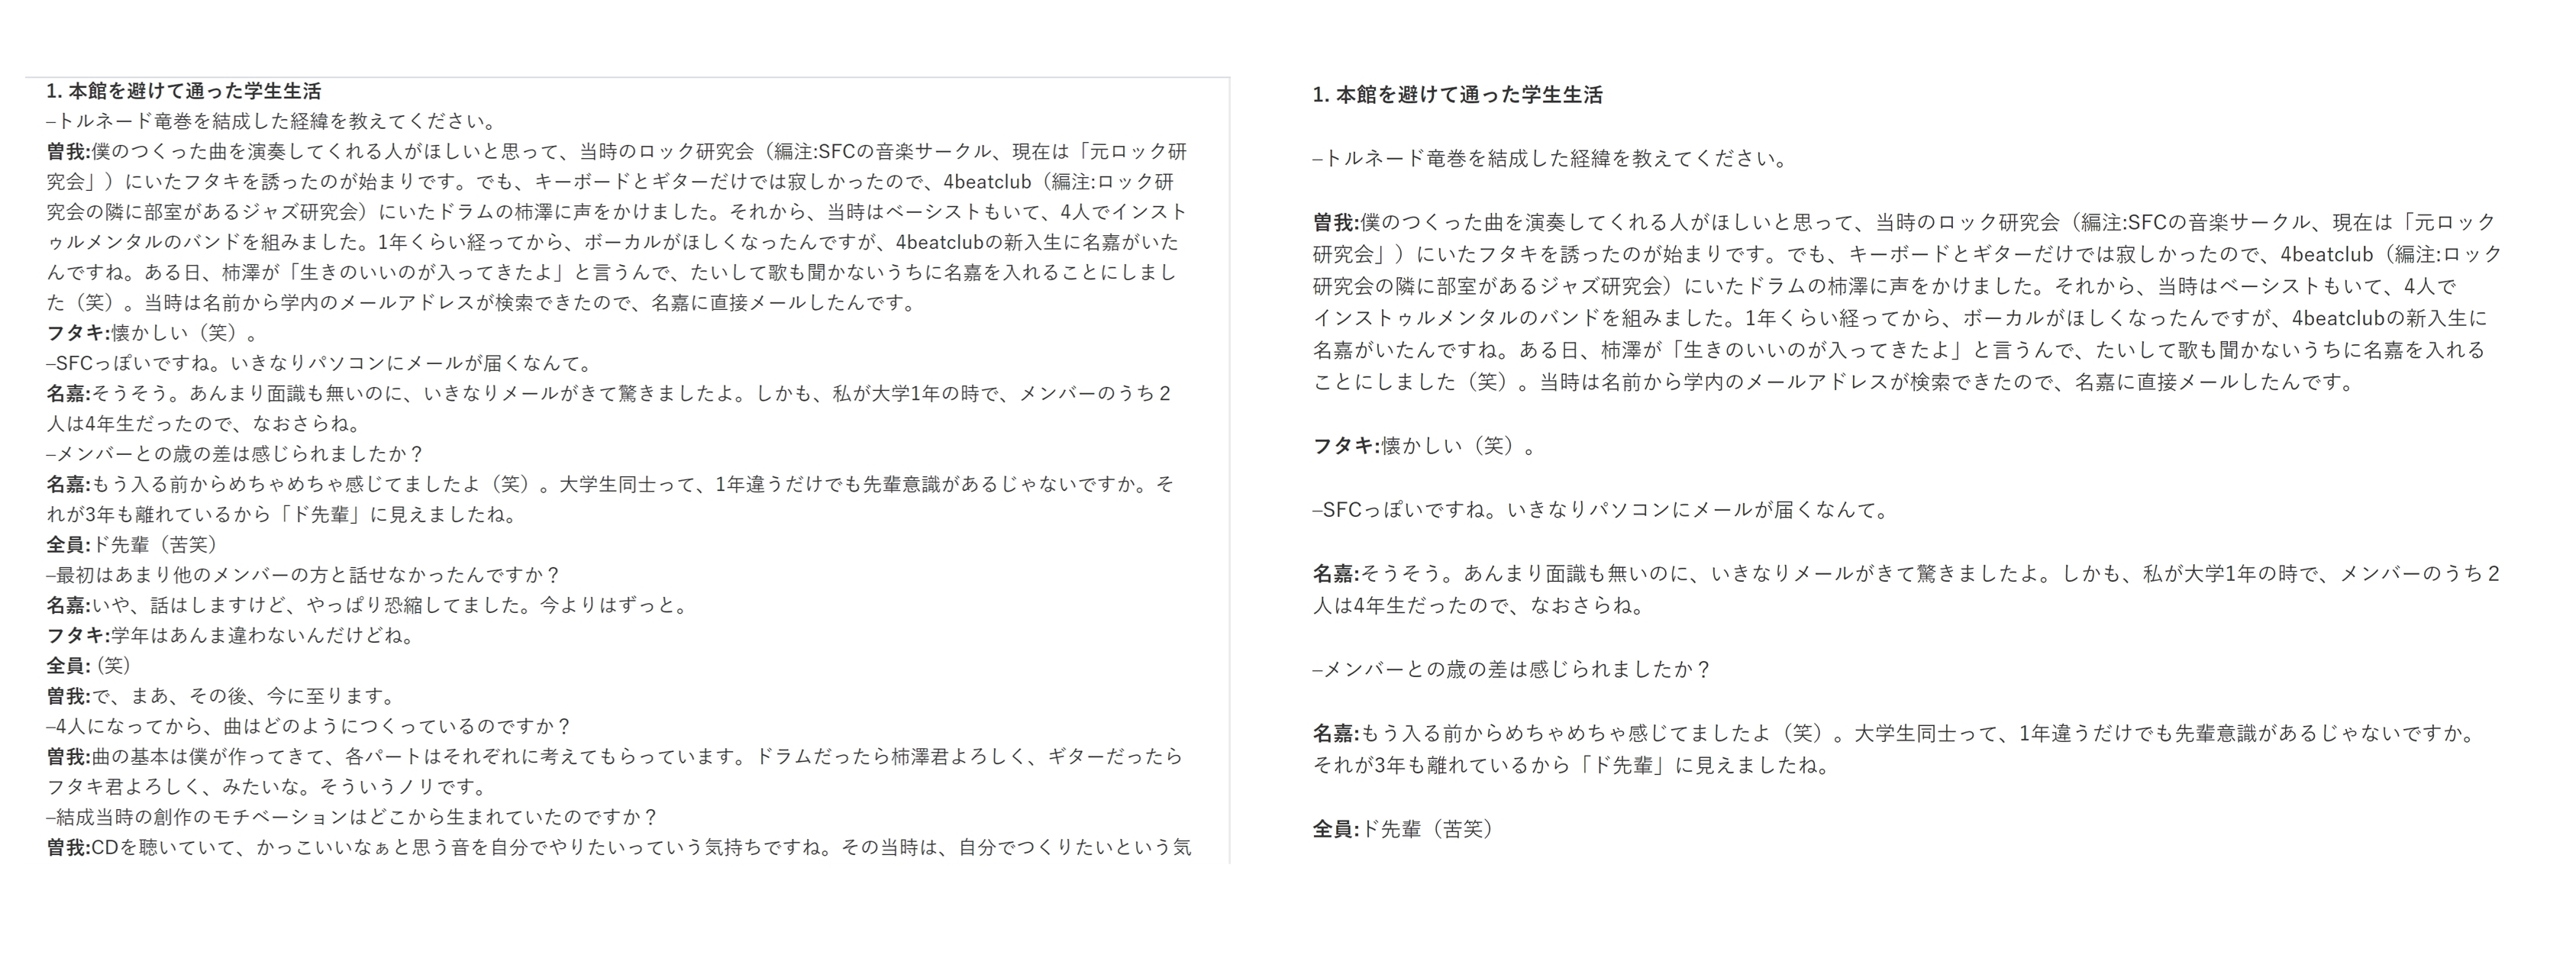 1. 本館を避けて通った学生生活
–トルネード竜巻を結成した経緯を教えてください。
曽我:僕のつくった曲を演奏してくれる人がほしいと思って、当時のロック研究会（編注:SFCの音楽サークル、現在は「元ロック研
究会」）にいたフタキを誘ったのが始まりです。でも、キーボードとギターだけでは寂しかったので、4beatclub（編注:ロック研
究会の隣に部室があるジャズ研究会）にいたドラムの柿澤に声をかけました。それから、当時はベーシストもいて、4人でインスト
ゥルメンタルのバンドを組みました。1年くらい経ってから、ボーカルがほしくなったんですが、4beatclubの新入生に名嘉がいた
んですね。ある日、柿澤が「生きのいいのが入ってきたよ」と言うんで、たいして歌も聞かないうちに名嘉を入れることにしまし
た（笑）。当時は名前から学内のメールアドレスが検索できたので、名嘉に直接メールしたんです。
フタキ:懐かしい（笑）。
–SFCっぽいですね。いきなりパソコンにメールが届くなんて。
名嘉:そうそう。あんまり面識も無いのに、いきなりメールがきて驚きましたよ。しかも、私が大学1年の時で、メンバーのうち２
人は4年生だったので、なおさらね。
–メンバーとの歳の差は感じられましたか？
名嘉:もう入る前からめちゃめちゃ感じてましたよ（笑）。大学生同士って、1年違うだけでも先輩意識があるじゃないですか。そ
れが3年も離れているから「ド先輩」に見えましたね。
全員:ド先輩（苦笑）
–最初はあまり他のメンバーの方と話せなかったんですか？
名嘉:いや、話はしますけど、やっぱり恐縮してました。今よりはずっと。
フタキ:学年はあんま違わないんだけどね。
全員: (笑)
曽我:で、まあ、その後、今に至ります。
–4人になってから、曲はどのようにつくっているのですか？
曽我:曲の基本は僕が作ってきて、各パートはそれぞれに考えてもらっています。ドラムだったら柿澤君よろしく、ギターだったら
フタキ君よろしく、みたいな。そういうノリです。
–結成当時の創作のモチベーションはどこから生まれていたのですか？
曽我:CDを聴いていて、かっこいいなぁと思う音を自分でやりたいっていう気持ちですね。その当時は、自分でつくりたいという気
1. 本館を避けて通った学生生活
–トルネード竜巻を結成した経緯を教えてください。
曽我:僕のつくった曲を演奏してくれる人がほしいと思って、当時のロック研究会（編注:SFCの音楽サークル、現在は「元ロック
研究会」）にいたフタキを誘ったのが始まりです。でも、キーボードとギターだけでは寂しかったので、4beatclub（編注:ロック
研究会の隣に部室があるジャズ研究会）にいたドラムの柿澤に声をかけました。それから、当時はベーシストもいて、4人で
インストゥルメンタルのバンドを組みました。1年くらい経ってから、ボーカルがほしくなったんですが、4beatclubの新入生に
名嘉がいたんですね。ある日、柿澤が「生きのいいのが入ってきたよ」と言うんで、たいして歌も聞かないうちに名嘉を入れる
ことにしました（笑）。当時は名前から学内のメールアドレスが検索できたので、名嘉に直接メールしたんです。
フタキ:懐かしい（笑）。
–SFCっぽいですね。いきなりパソコンにメールが届くなんて。
名嘉:そうそう。あんまり面識も無いのに、いきなりメールがきて驚きましたよ。しかも、私が大学1年の時で、メンバーのうち２
人は4年生だったので、なおさらね。
–メンバーとの歳の差は感じられましたか？
名嘉:もう入る前からめちゃめちゃ感じてましたよ（笑）。大学生同士って、1年違うだけでも先輩意識があるじゃないですか。
それが3年も離れているから「ド先輩」に見えましたね。
全員:ド先輩（苦笑）